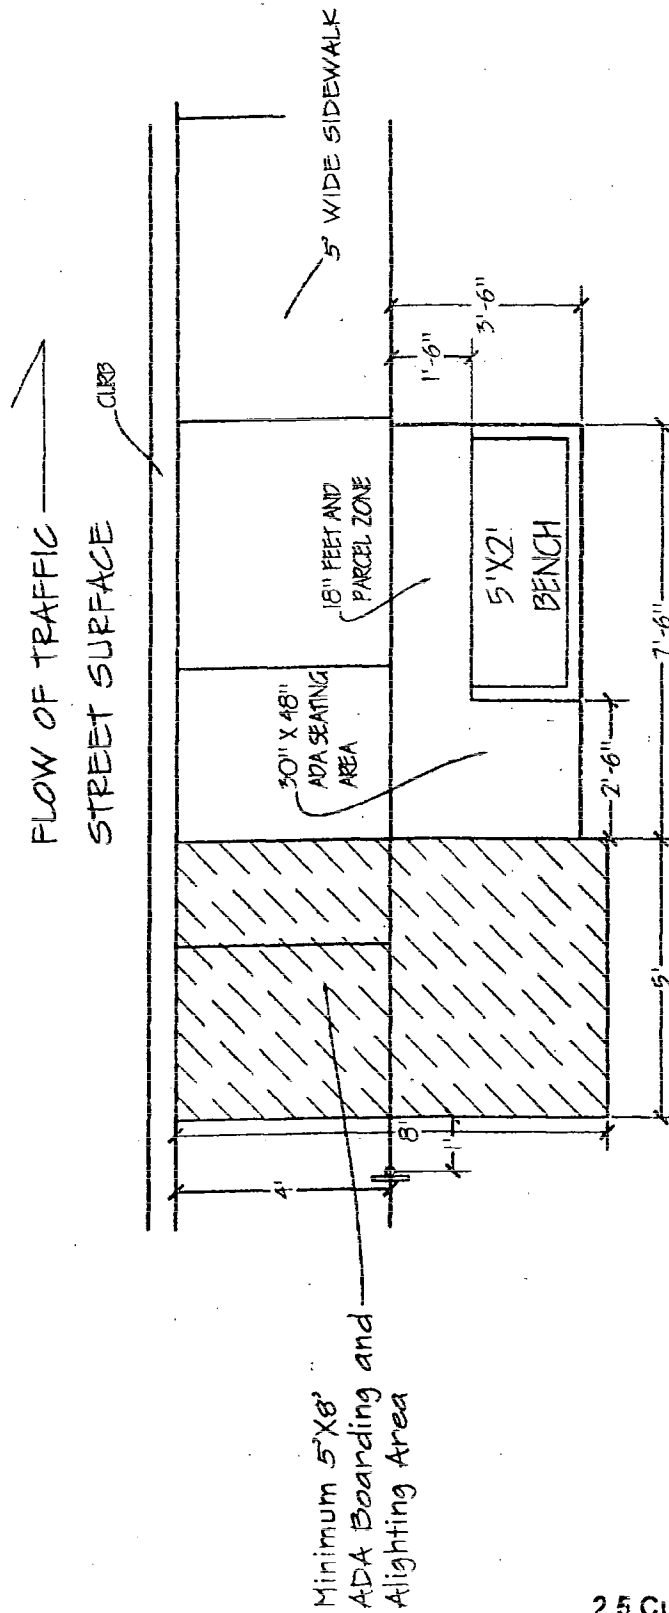 FLOW OF TRAFFIC
STREET SURFACE
CURB
5' WIDE SIDEWALK
18" FEET AND
PARCEL ZONE
30" X 48"
ADA SEATING
AREA
1'-6"
3'-6"
5'X2'
BENCH
2'-6"
7'-6"
5'
8'
1'
4'
Minimum 5'X8'
ADA Boarding and
Alighting Area